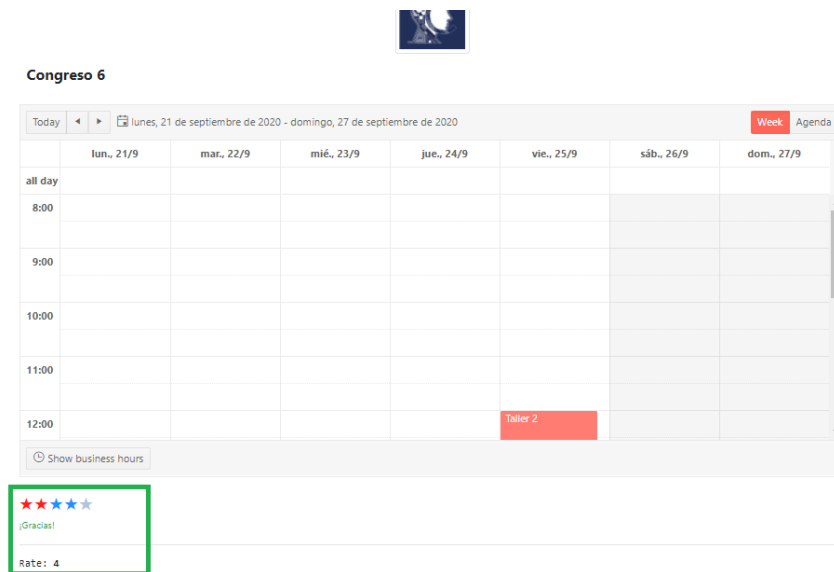 Congreso 6
Today lunes, 21 de septiembre de 2020 - domingo, 27 de septiembre de 2020 Week Agenda
lun., 21/9 mar., 22/9 mié., 23/9 jue., 24/9 vie., 25/9 sáb., 26/9 dom., 27/9
all day
8:00
9:00
10:00
11:00
Taller 2
12:00
Show business hours
¡Gracias!
Rate: 4